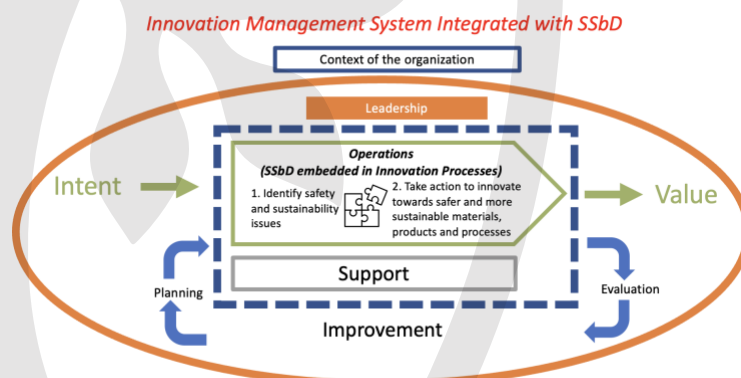 Innovation Management System Integrated with SSbD
Context of the organization
Leadership
Operations
(SSbD embedded in Innovation Processes)
Intent
1. Identify safety
and sustainability
issues
2. Take action to innovate
towards safer and more
sustainable materials,
products and processes
Value
Support
Planning
Evaluation
Improvement